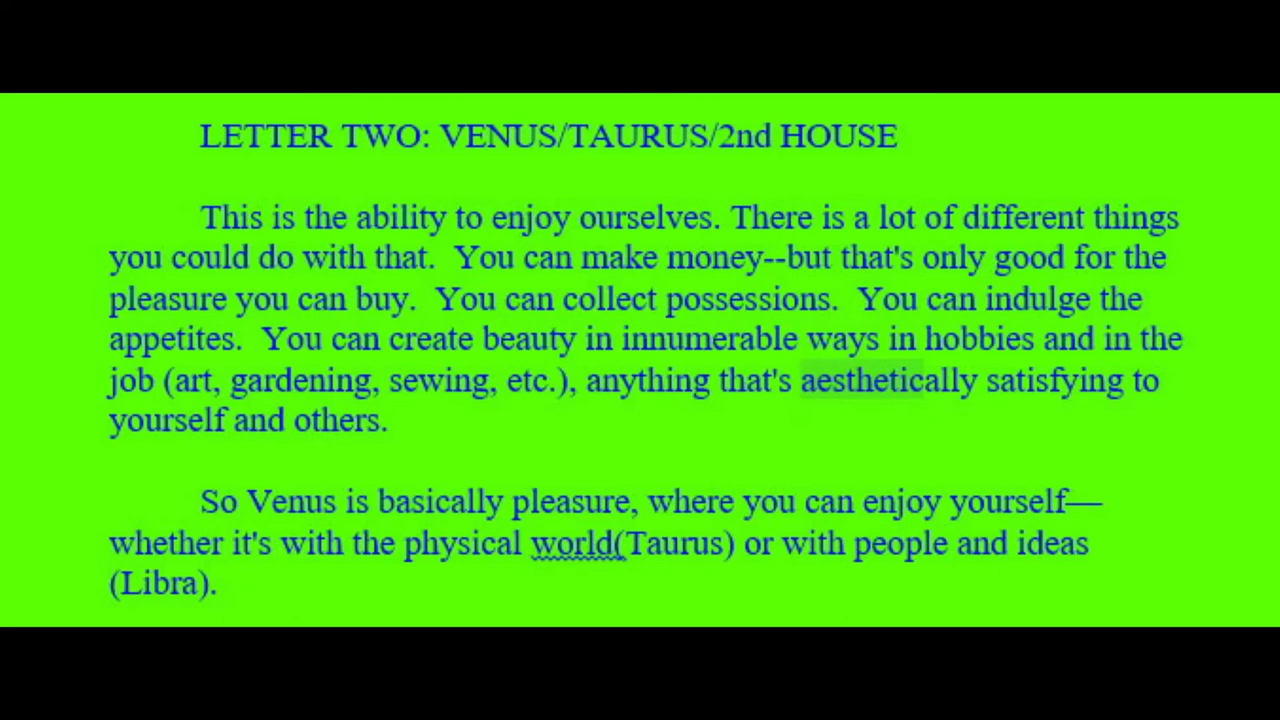 LETTER TWO: VENUS/TAURUS/2nd HOUSE
This is the ability to enjoy ourselves. There is a lot of different things
you could do with that.  You can make money--but that's only good for the
pleasure you can buy.  You can collect possessions.  You can indulge the
appetites.  You can create beauty in innumerable ways in hobbies and in the
job (art, gardening, sewing, etc.), anything that's aesthetically satisfying to
yourself and others.
So Venus is basically pleasure, where you can enjoy yourself—
whether it's with the physical world(Taurus) or with people and ideas
(Libra).